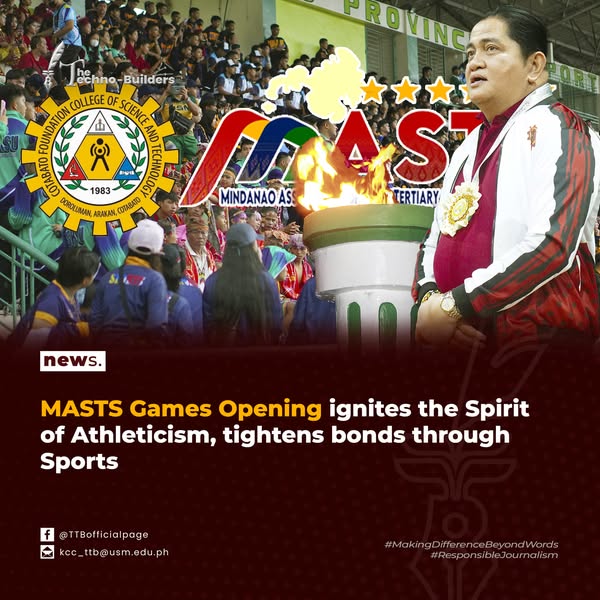 PROVINC
PORT
The
Techno-Builders
COTABATO FOUNDATION COLLEGE OF SCIENCE AND TECHNOLOGY
1983
DOROLUMAN, ARAKAN, COTABATO
MAST
MINDANAO ASS
TERTIARY
news.
MASTS Games Opening ignites the Spirit
of Athleticism, tightens bonds through
Sports
@TTBofficialpage
kcc_ttb@usm.edu.ph
#MakingDifferenceBeyondWords
#ResponsibleJournalism